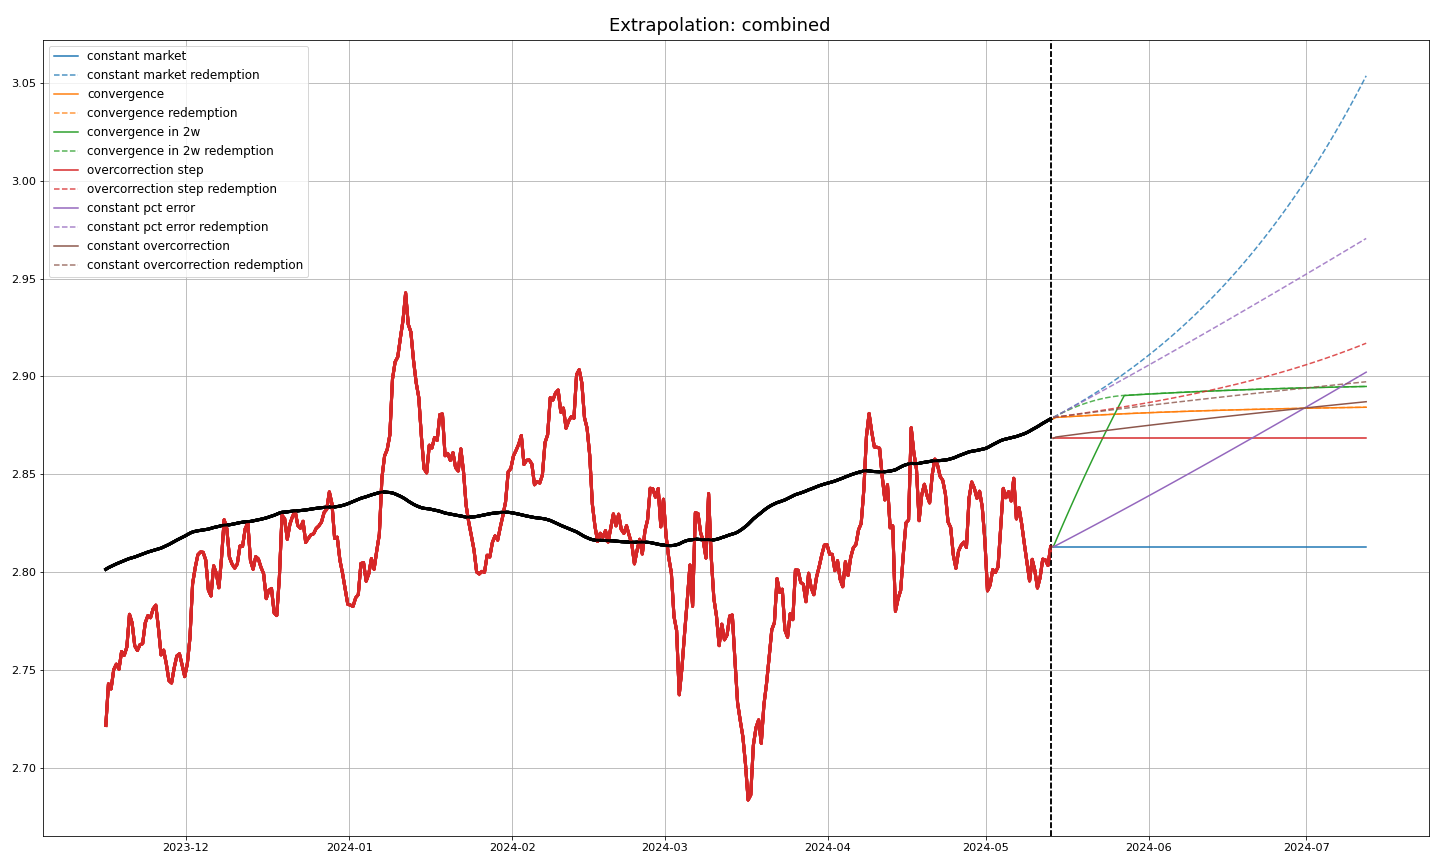 Extrapolation: combined
constant market
constant market redemption
convergence
convergence redemption
convergence in 2w
convergence in 2w redemption
overcorrection step
overcorrection step redemption
constant pct error
constant pct error redemption
constant overcorrection
constant overcorrection redemption
3.05
3.00
2.95
2.90
2.85
2.80
2.75
2.70
2023-12
2024-01
2024-02
2024-03
2024-04
2024-05
2024-06
2024-07